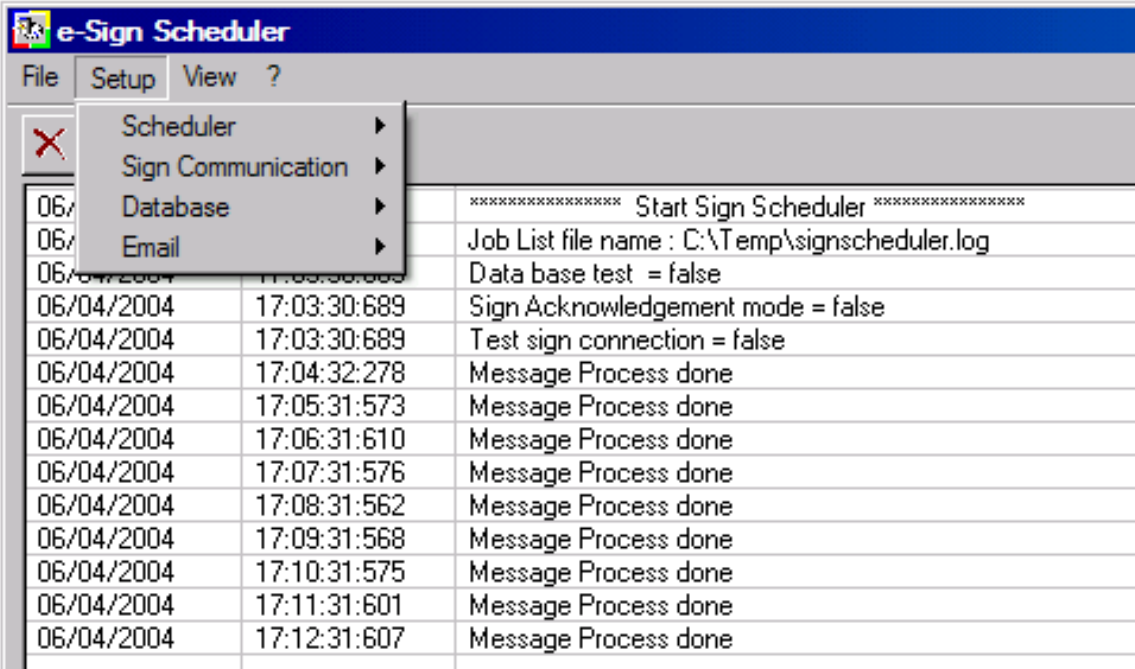 e-Sign Scheduler
File Setup View ?
Scheduler
Sign Communication
Database
Email
06/ **************** Start Sign Scheduler ****************
06/ Job List file name : C:\Temp\signscheduler.log
Data base test = false
06/04/2004 17:03:30:689 Sign Acknowledgement mode = false
06/04/2004 17:03:30:689 Test sign connection = false
06/04/2004 17:04:32:278 Message Process done
06/04/2004 17:05:31:573 Message Process done
06/04/2004 17:06:31:610 Message Process done
06/04/2004 17:07:31:576 Message Process done
06/04/2004 17:08:31:562 Message Process done
06/04/2004 17:09:31:568 Message Process done
06/04/2004 17:10:31:575 Message Process done
06/04/2004 17:11:31:601 Message Process done
06/04/2004 17:12:31:607 Message Process done